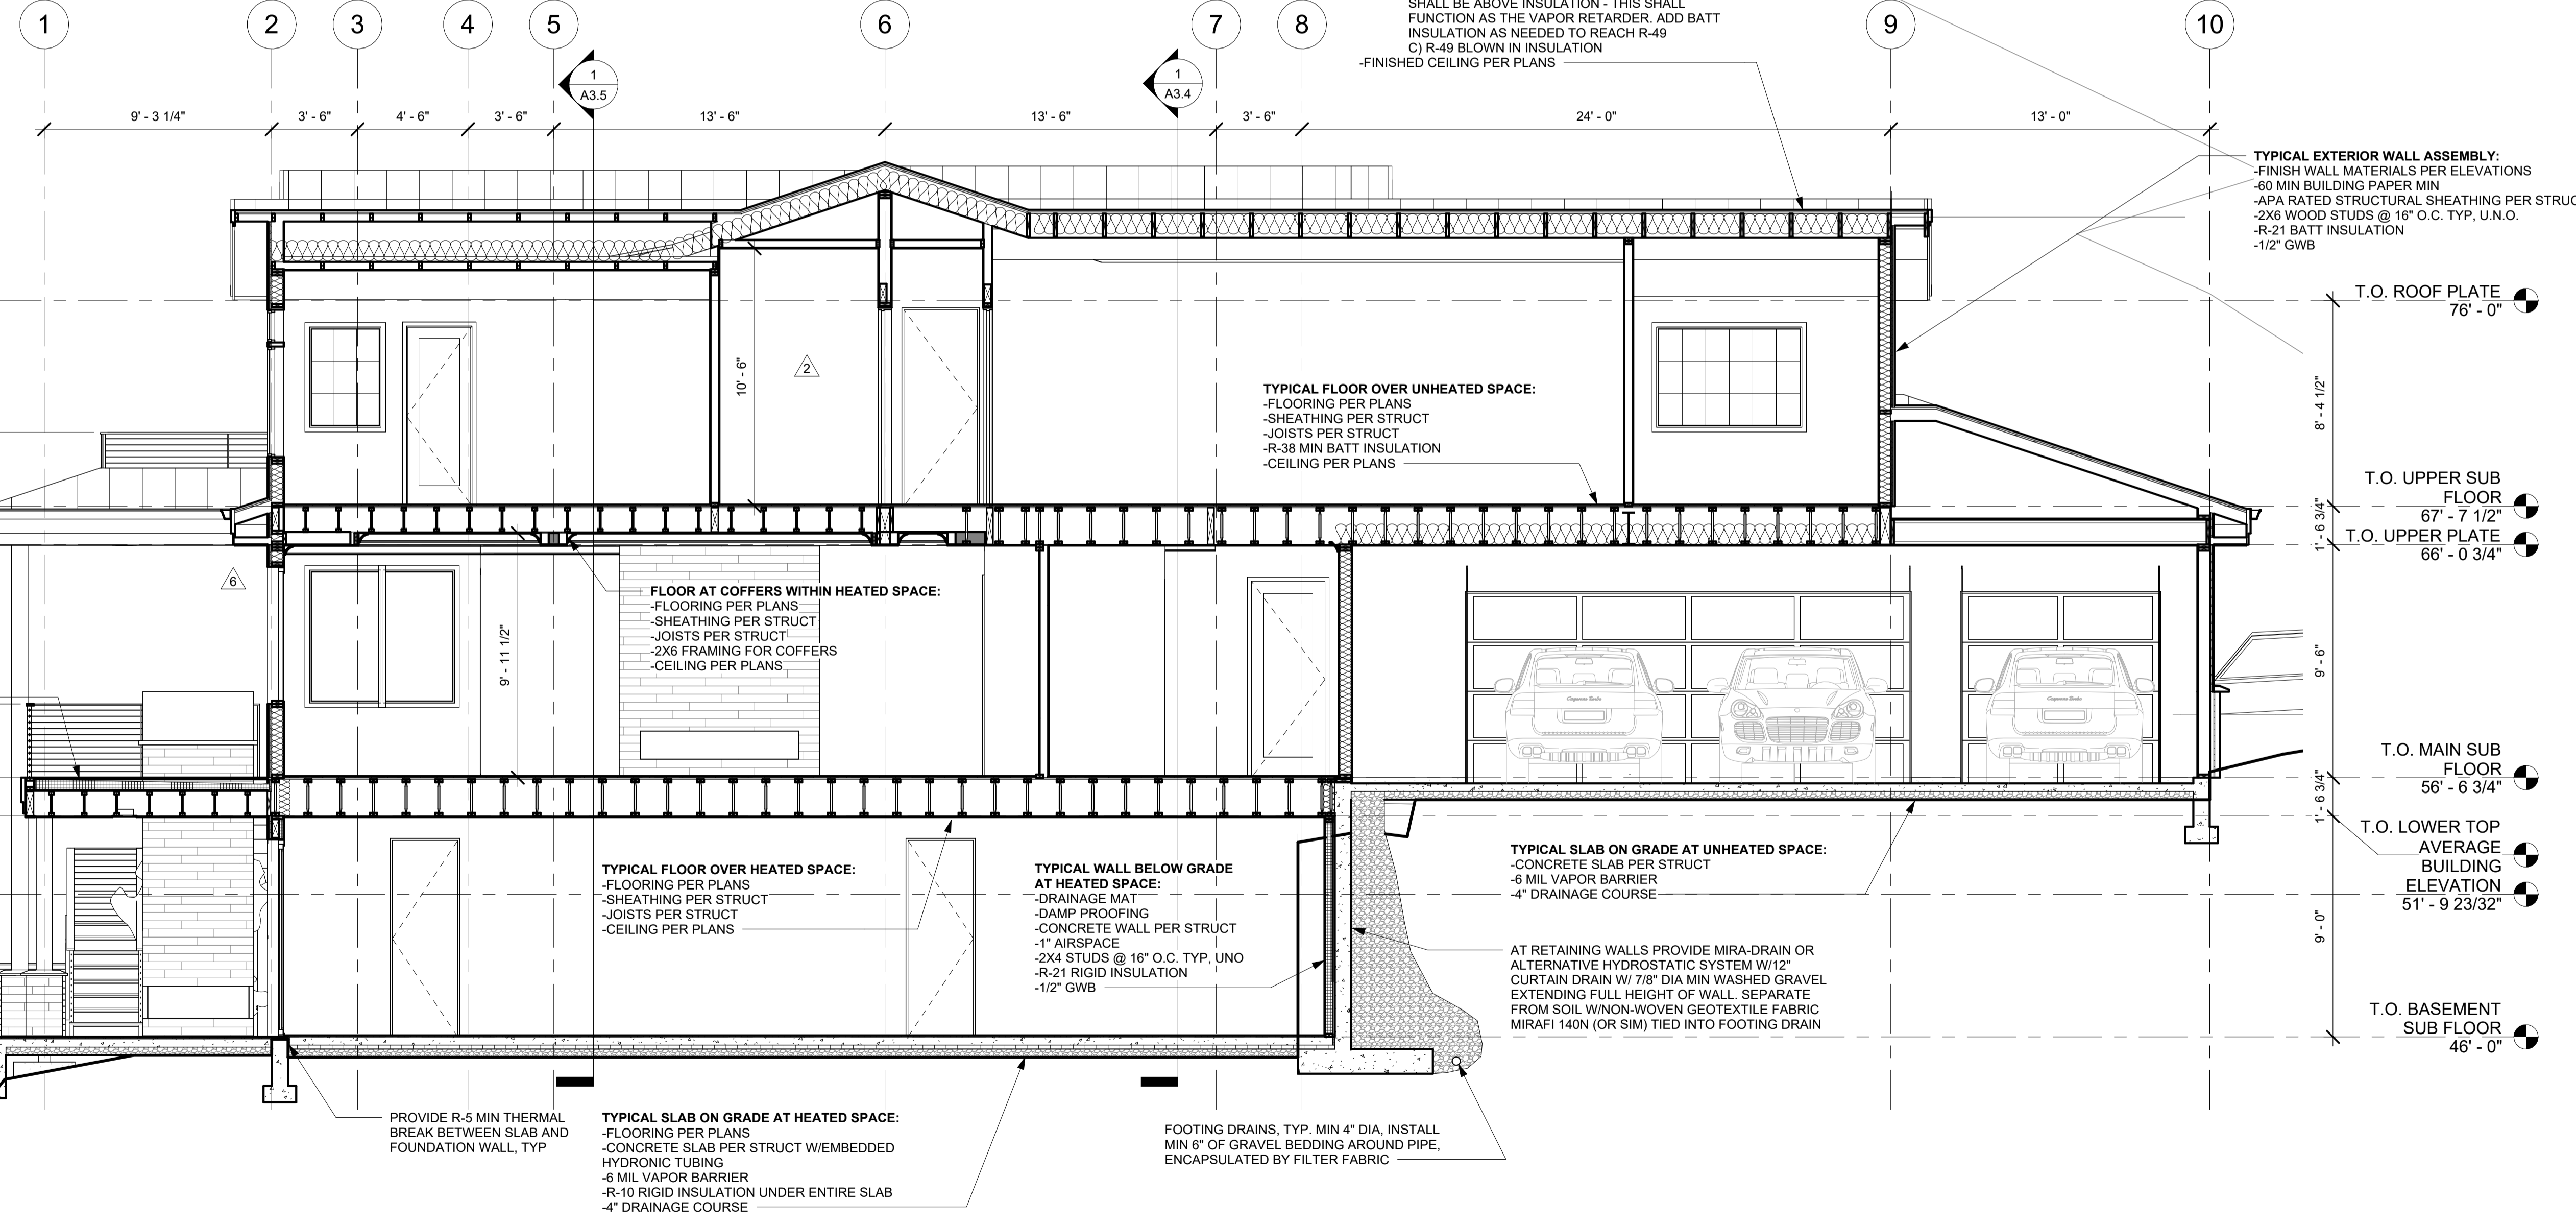 1
2
3
4
5
6
7
8
9
10
SHALL BE ABOVE INSULATION - THIS SHALL
FUNCTION AS THE VAPOR RETARDER. ADD BATT
INSULATION AS NEEDED TO REACH R-49
C) R-49 BLOWN IN INSULATION
-FINISHED CEILING PER PLANS
1
A3.5
1
A3.4
9' - 3 1/4"
3' - 6"
4' - 6"
3' - 6"
13' - 6"
13' - 6"
3' - 6"
24' - 0"
13' - 0"
TYPICAL EXTERIOR WALL ASSEMBLY:
-FINISH WALL MATERIALS PER ELEVATIONS
-60 MIN BUILDING PAPER MIN
-APA RATED STRUCTURAL SHEATHING PER STRUC
-2X6 WOOD STUDS @ 16" O.C. TYP, U.N.O.
-R-21 BATT INSULATION
-1/2" GWB
T.O. ROOF PLATE
76' - 0"
10' - 6"
2
8' - 4 1/2"
TYPICAL FLOOR OVER UNHEATED SPACE:
-FLOORING PER PLANS
-SHEATHING PER STRUCT
-JOISTS PER STRUCT
-R-38 MIN BATT INSULATION
-CEILING PER PLANS
T.O. UPPER SUB
FLOOR
67' - 7 1/2"
1' - 6 3/4"
T.O. UPPER PLATE
66' - 0 3/4"
6
FLOOR AT COFFERS WITHIN HEATED SPACE:
-FLOORING PER PLANS
-SHEATHING PER STRUCT
-JOISTS PER STRUCT
-2X6 FRAMING FOR COFFERS
-CEILING PER PLANS
9' - 11 1/2"
9' - 6"
Cayenne Turbo
Cayenne Turbo
T.O. MAIN SUB
FLOOR
56' - 6 3/4"
1' - 6 3/4"
T.O. LOWER TOP
AVERAGE
BUILDING
ELEVATION
51' - 9 23/32"
TYPICAL FLOOR OVER HEATED SPACE:
-FLOORING PER PLANS
-SHEATHING PER STRUCT
-JOISTS PER STRUCT
-CEILING PER PLANS
TYPICAL WALL BELOW GRADE
AT HEATED SPACE:
-DRAINAGE MAT
-DAMP PROOFING
-CONCRETE WALL PER STRUCT
-1" AIRSPACE
-2X4 STUDS @ 16" O.C. TYP, UNO
-R-21 RIGID INSULATION
-1/2" GWB
TYPICAL SLAB ON GRADE AT UNHEATED SPACE:
-CONCRETE SLAB PER STRUCT
-6 MIL VAPOR BARRIER
-4" DRAINAGE COURSE
AT RETAINING WALLS PROVIDE MIRA-DRAIN OR
ALTERNATIVE HYDROSTATIC SYSTEM W/12"
CURTAIN DRAIN W/ 7/8" DIA MIN WASHED GRAVEL
EXTENDING FULL HEIGHT OF WALL. SEPARATE
FROM SOIL W/NON-WOVEN GEOTEXTILE FABRIC
MIRAFI 140N (OR SIM) TIED INTO FOOTING DRAIN
9' - 0"
T.O. BASEMENT
SUB FLOOR
46' - 0"
PROVIDE R-5 MIN THERMAL
BREAK BETWEEN SLAB AND
FOUNDATION WALL, TYP
TYPICAL SLAB ON GRADE AT HEATED SPACE:
-FLOORING PER PLANS
-CONCRETE SLAB PER STRUCT W/EMBEDDED
HYDRONIC TUBING
-6 MIL VAPOR BARRIER
-R-10 RIGID INSULATION UNDER ENTIRE SLAB
-4" DRAINAGE COURSE
FOOTING DRAINS, TYP. MIN 4" DIA, INSTALL
MIN 6" OF GRAVEL BEDDING AROUND PIPE,
ENCAPSULATED BY FILTER FABRIC